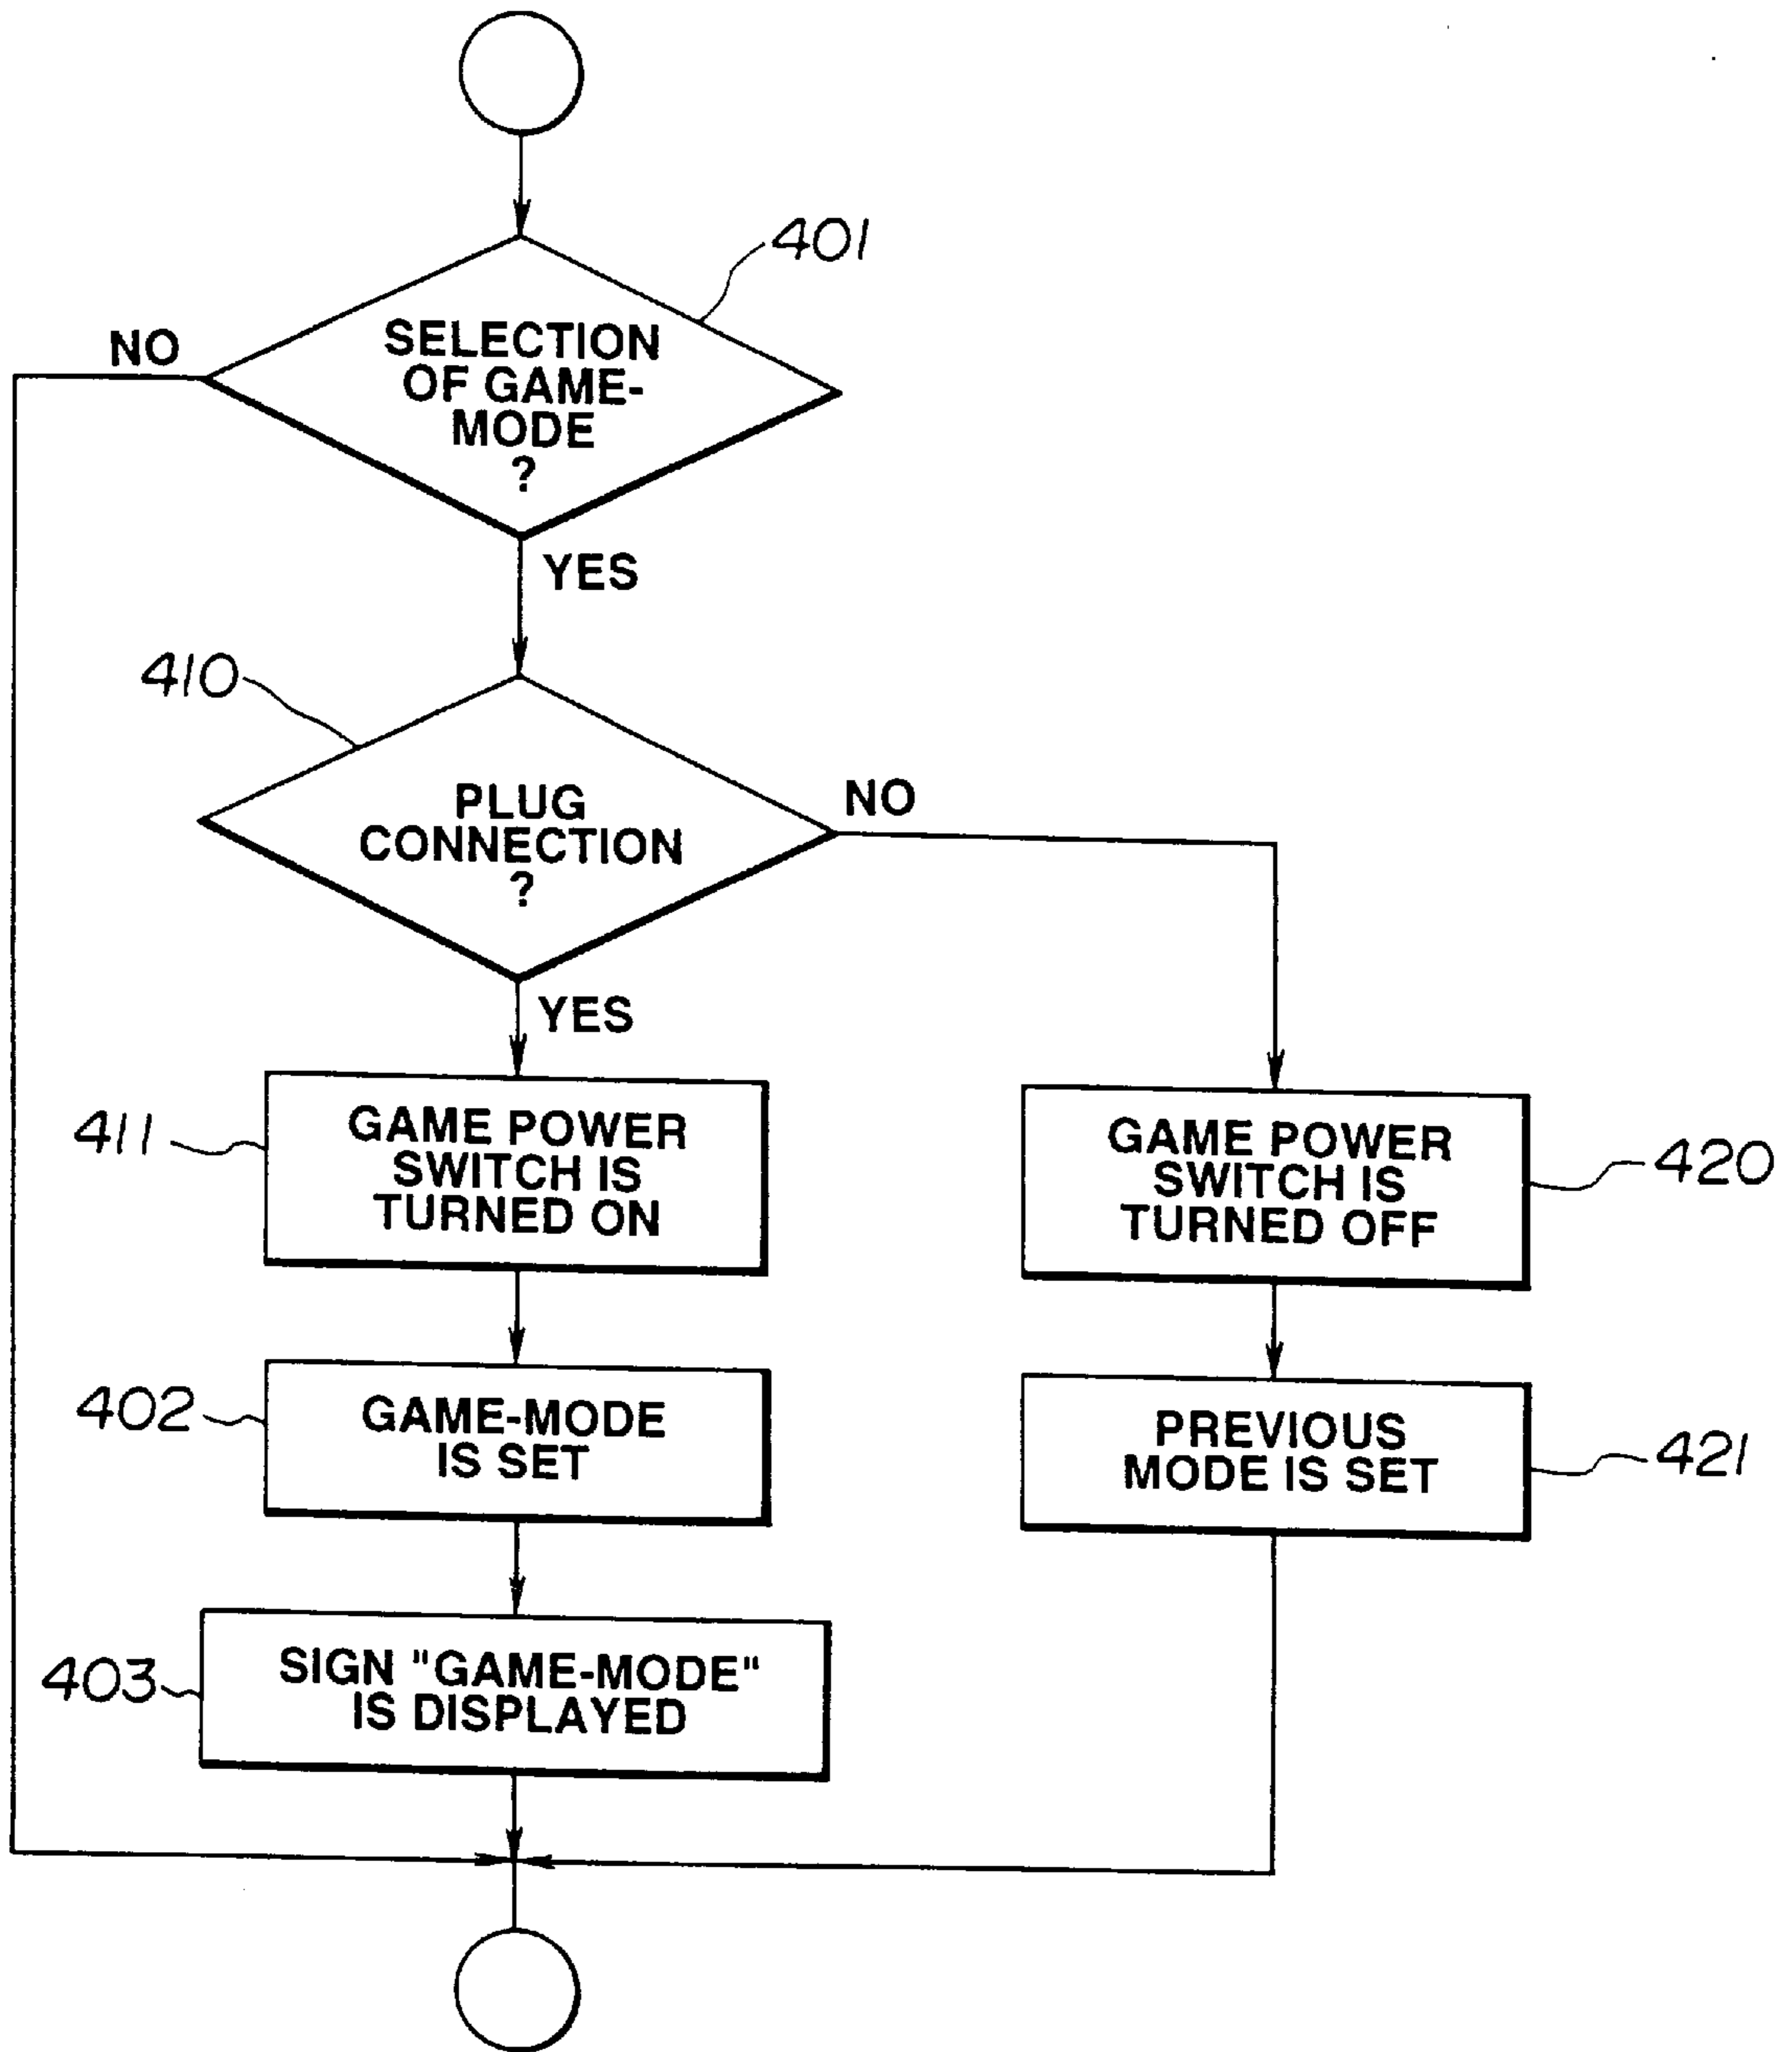 401
NO
SELECTION
OF GAME-
MODE
?
YES
410
PLUG
CONNECTION
?
NO
YES
411
GAME POWER
SWITCH IS
TURNED ON
GAME POWER
SWITCH IS
TURNED OFF
420
402
GAME-MODE
IS SET
PREVIOUS
MODE IS SET
421
403
SIGN "GAME-MODE"
IS DISPLAYED